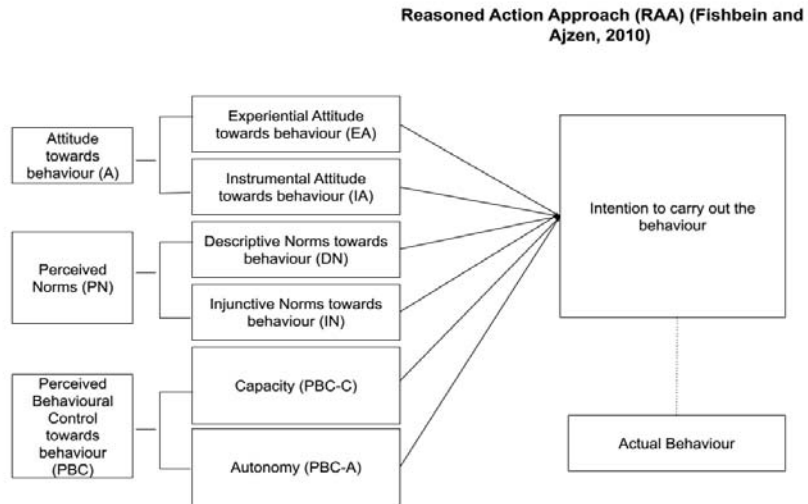 Reasoned Action Approach (RAA) (Fishbein and
Ajzen, 2010)
Attitude
towards
behaviour (A)
Experiential Attitude
towards behaviour (EA)
Instrumental Attitude
towards behaviour (IA)
Perceived
Norms (PN)
Descriptive Norms towards
behaviour (DN)
Injunctive Norms towards
behaviour (IN)
Perceived
Behavioural
Control
towards
behaviour
(PBC)
Capacity (PBC-C)
Autonomy (PBC-A)
Intention to carry out the
behaviour
Actual Behaviour